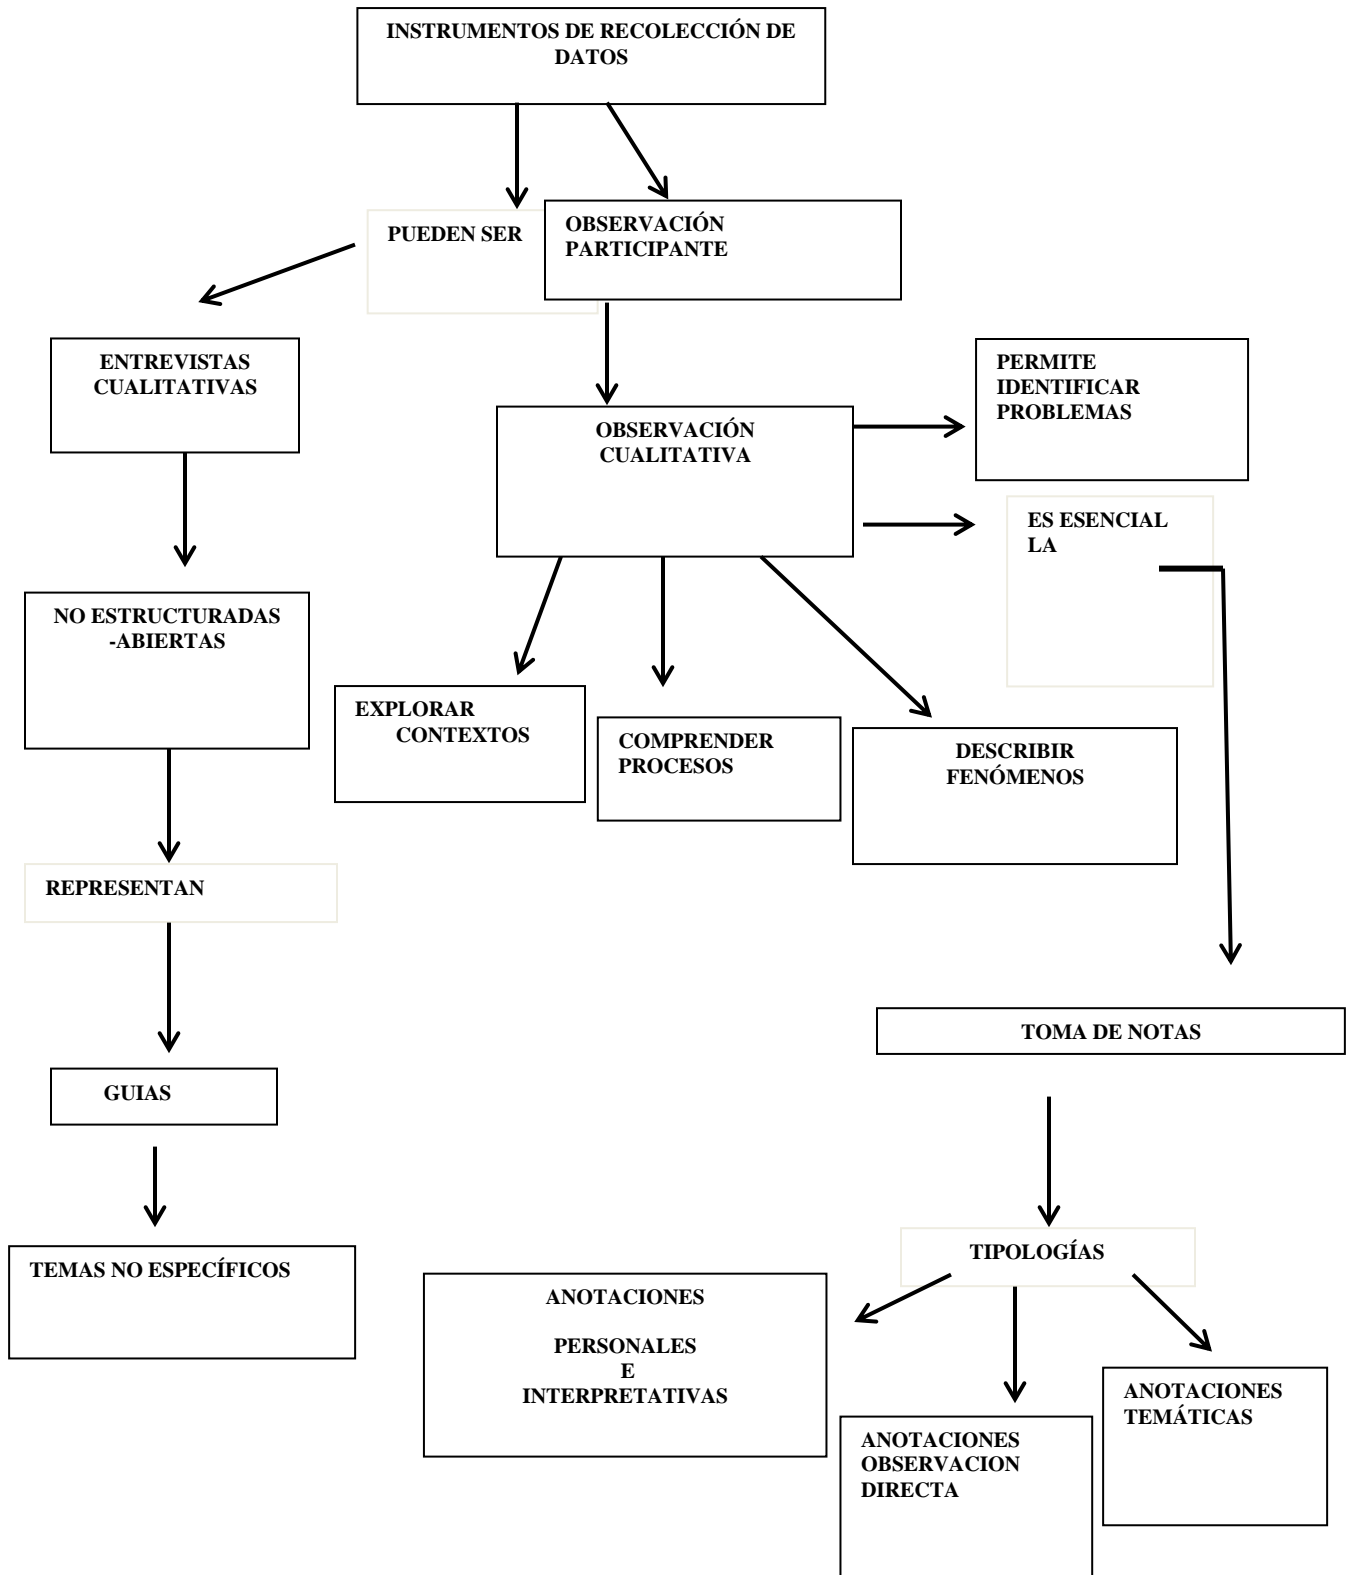 INSTRUMENTOS DE RECOLECCIÓN DE
DATOS
PUEDEN SER
OBSERVACIÓN
PARTICIPANTE
ENTREVISTAS
CUALITATIVAS
OBSERVACIÓN
CUALITATIVA
PERMITE
IDENTIFICAR
PROBLEMAS
ES ESENCIAL
LA
NO ESTRUCTURADAS
-ABIERTAS
EXPLORAR
CONTEXTOS
COMPRENDER
PROCESOS
DESCRIBIR
FENÓMENOS
REPRESENTAN
TOMA DE NOTAS
GUIAS
TIPOLOGÍAS
TEMAS NO ESPECÍFICOS
ANOTACIONES
PERSONALES
E
INTERPRETATIVAS
ANOTACIONES
OBSERVACION
DIRECTA
ANOTACIONES
TEMÁTICAS